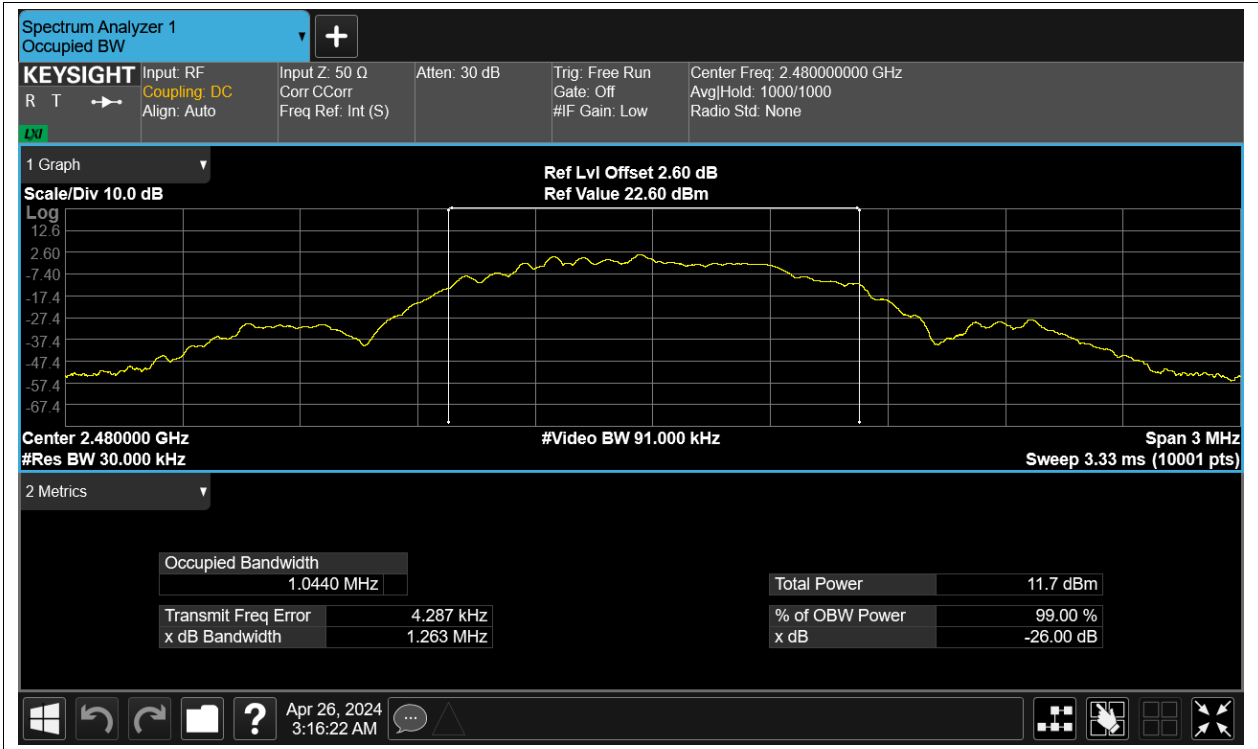 Spectrum Analyzer 1
Occupied BW
KEYSIGHT
R T
LXI
Input: RF
Coupling: DC
Align: Auto
Input Z: 50 Ω
Corr CCorr
Freq Ref: Int (S)
Atten: 30 dB
Trig: Free Run
Gate: Off
#IF Gain: Low
Center Freq: 2.480000000 GHz
Avg|Hold: 1000/1000
Radio Std: None
1 Graph
Scale/Div 10.0 dB
Ref Lvl Offset 2.60 dB
Ref Value 22.60 dBm
Log
12.6
2.60
-7.40
-17.4
-27.4
-37.4
-47.4
-57.4
-67.4
Center 2.480000 GHz
#Res BW 30.000 kHz
#Video BW 91.000 kHz
Span 3 MHz
Sweep 3.33 ms (10001 pts)
2 Metrics
Occupied Bandwidth
1.0440 MHz
Transmit Freq Error 4.287 kHz
x dB Bandwidth 1.263 MHz
Total Power 11.7 dBm
% of OBW Power 99.00 %
x dB -26.00 dB
?
Apr 26, 2024
3:16:22 AM